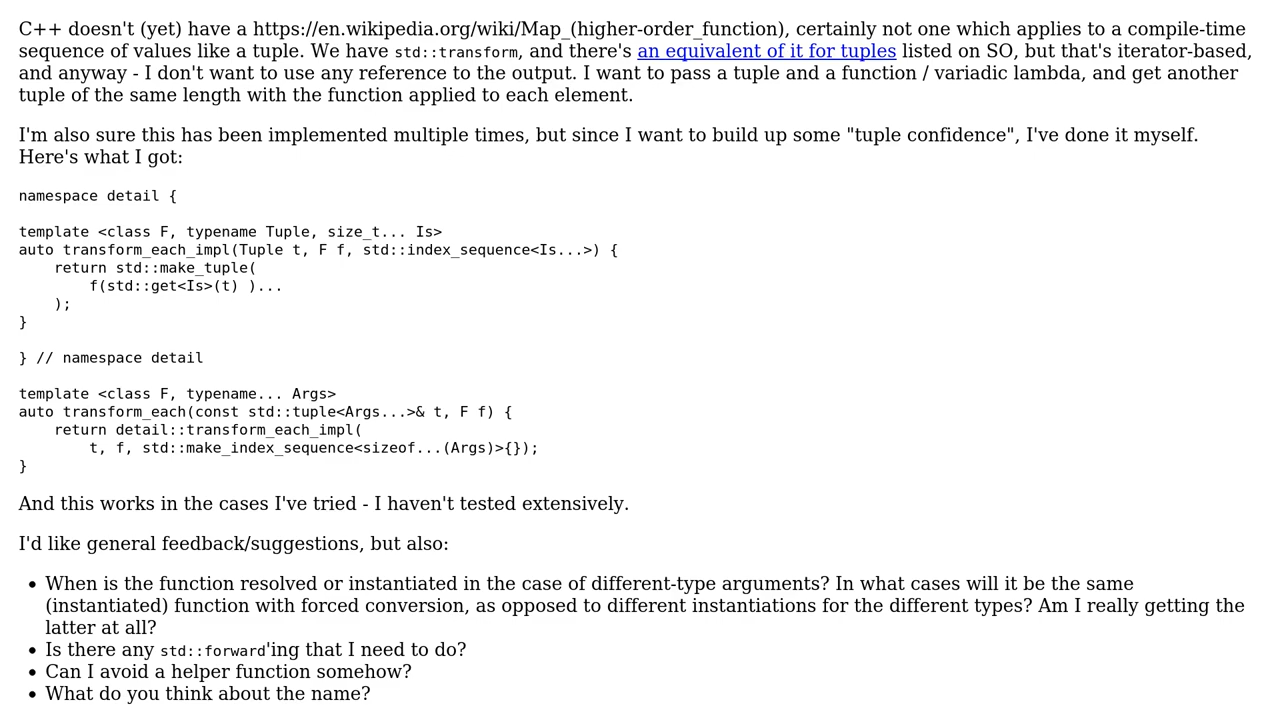 C++ doesn't (yet) have a https://en.wikipedia.org/wiki/Map_(higher-order_function), certainly not one which applies to a compile-time
sequence of values like a tuple. We have std::transform, and there's an equivalent of it for tuples listed on SO, but that's iterator-based,
and anyway - I don't want to use any reference to the output. I want to pass a tuple and a function / variadic lambda, and get another
tuple of the same length with the function applied to each element.
I'm also sure this has been implemented multiple times, but since I want to build up some "tuple confidence", I've done it myself.
Here's what I got:
namespace detail {
template <class F, typename Tuple, size_t... Is>
auto transform_each_impl(Tuple t, F f, std::index_sequence<Is...>) {
    return std::make_tuple(
        f(std::get<Is>(t) )...
    );
}
} // namespace detail
template <class F, typename... Args>
auto transform_each(const std::tuple<Args...>& t, F f) {
    return detail::transform_each_impl(
        t, f, std::make_index_sequence<sizeof...(Args)>{});
}
And this works in the cases I've tried - I haven't tested extensively.
I'd like general feedback/suggestions, but also:
• When is the function resolved or instantiated in the case of different-type arguments? In what cases will it be the same
(instantiated) function with forced conversion, as opposed to different instantiations for the different types? Am I really getting the
latter at all?
• Is there any std::forward'ing that I need to do?
• Can I avoid a helper function somehow?
• What do you think about the name?